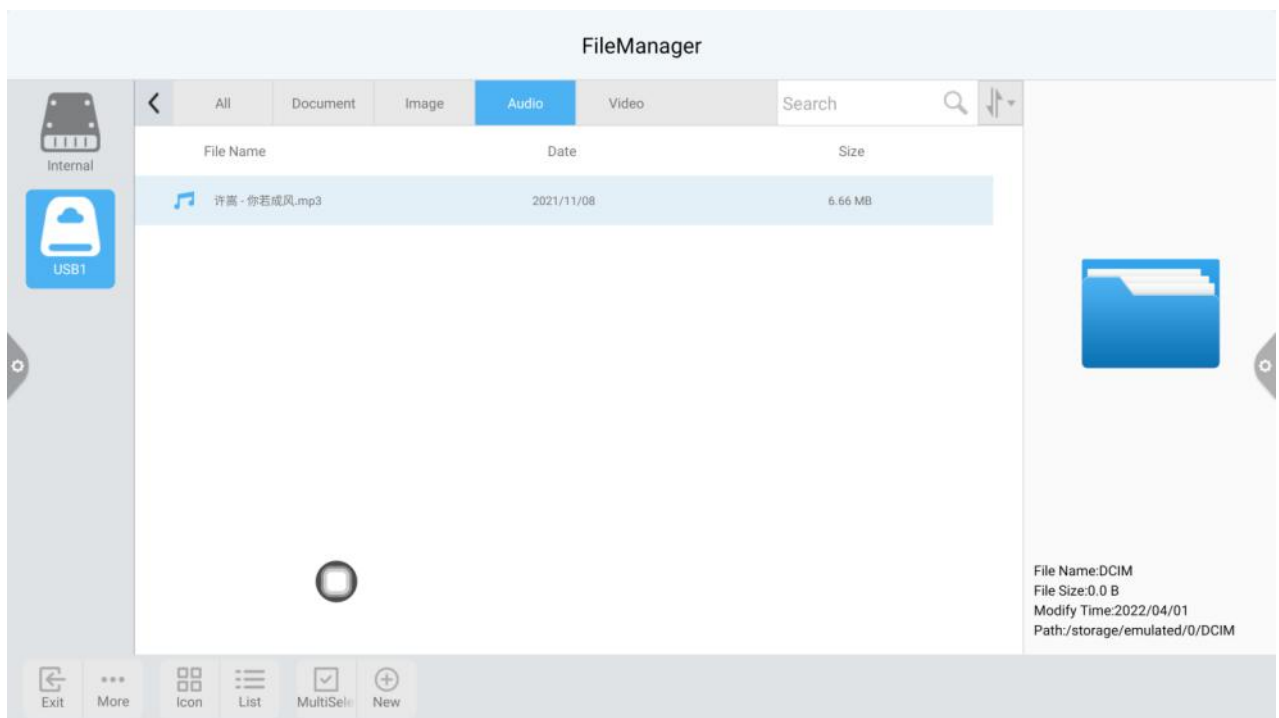 FileManager
All Document Image Audio Video Search
Internal
File Name Date Size
许嵩 - 你若成风.mp3 2021/11/08 6.66 MB
USB1
File Name:DCIM
File Size:0.0 B
Modify Time:2022/04/01
Path:/storage/emulated/0/DCIM
Exit More Icon List MultiSele New